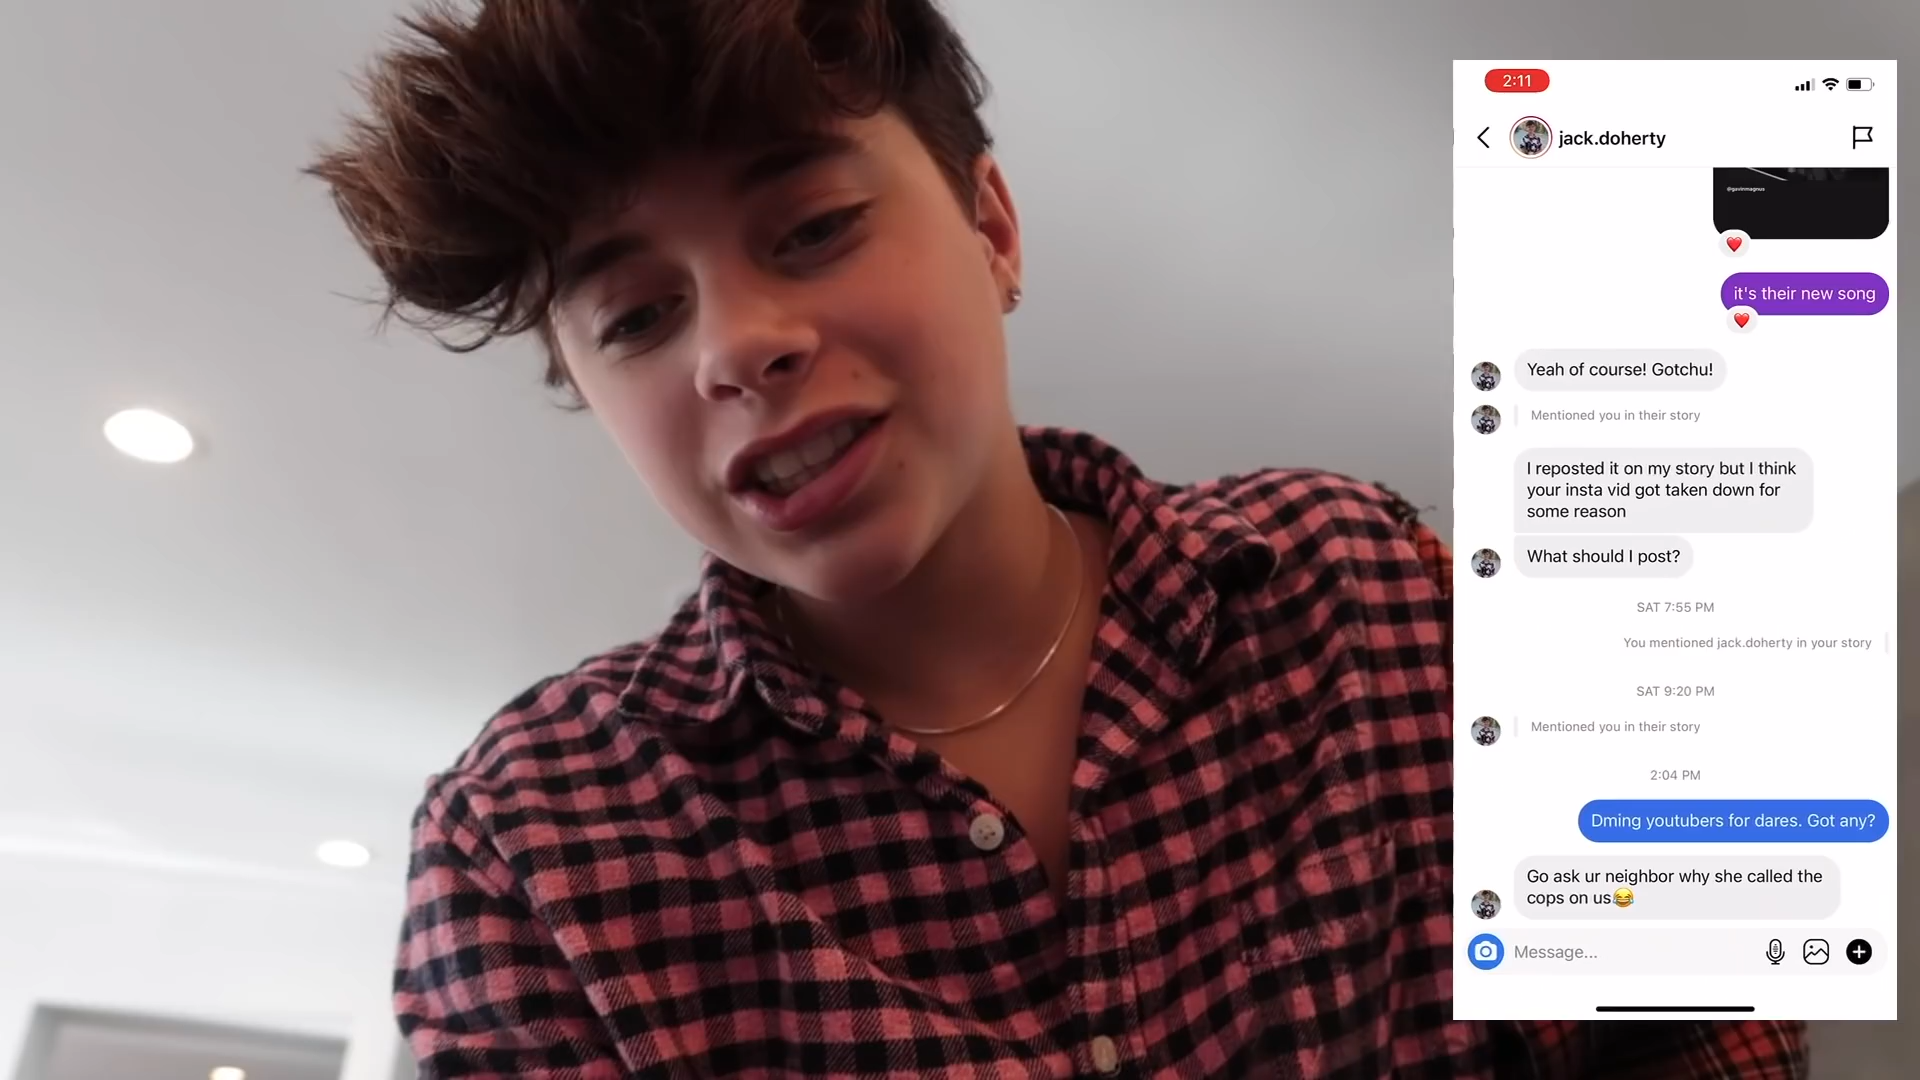 2:11
jack.doherty
@gavinmagnus
it's their new song
Yeah of course! Gotchu!
Mentioned you in their story
I reposted it on my story but I think
your insta vid got taken down for
some reason
What should I post?
SAT 7:55 PM
You mentioned jack.doherty in your story
SAT 9:20 PM
Mentioned you in their story
2:04 PM
Dming youtubers for dares. Got any?
Go ask ur neighbor why she called the
cops on us😂
Message...